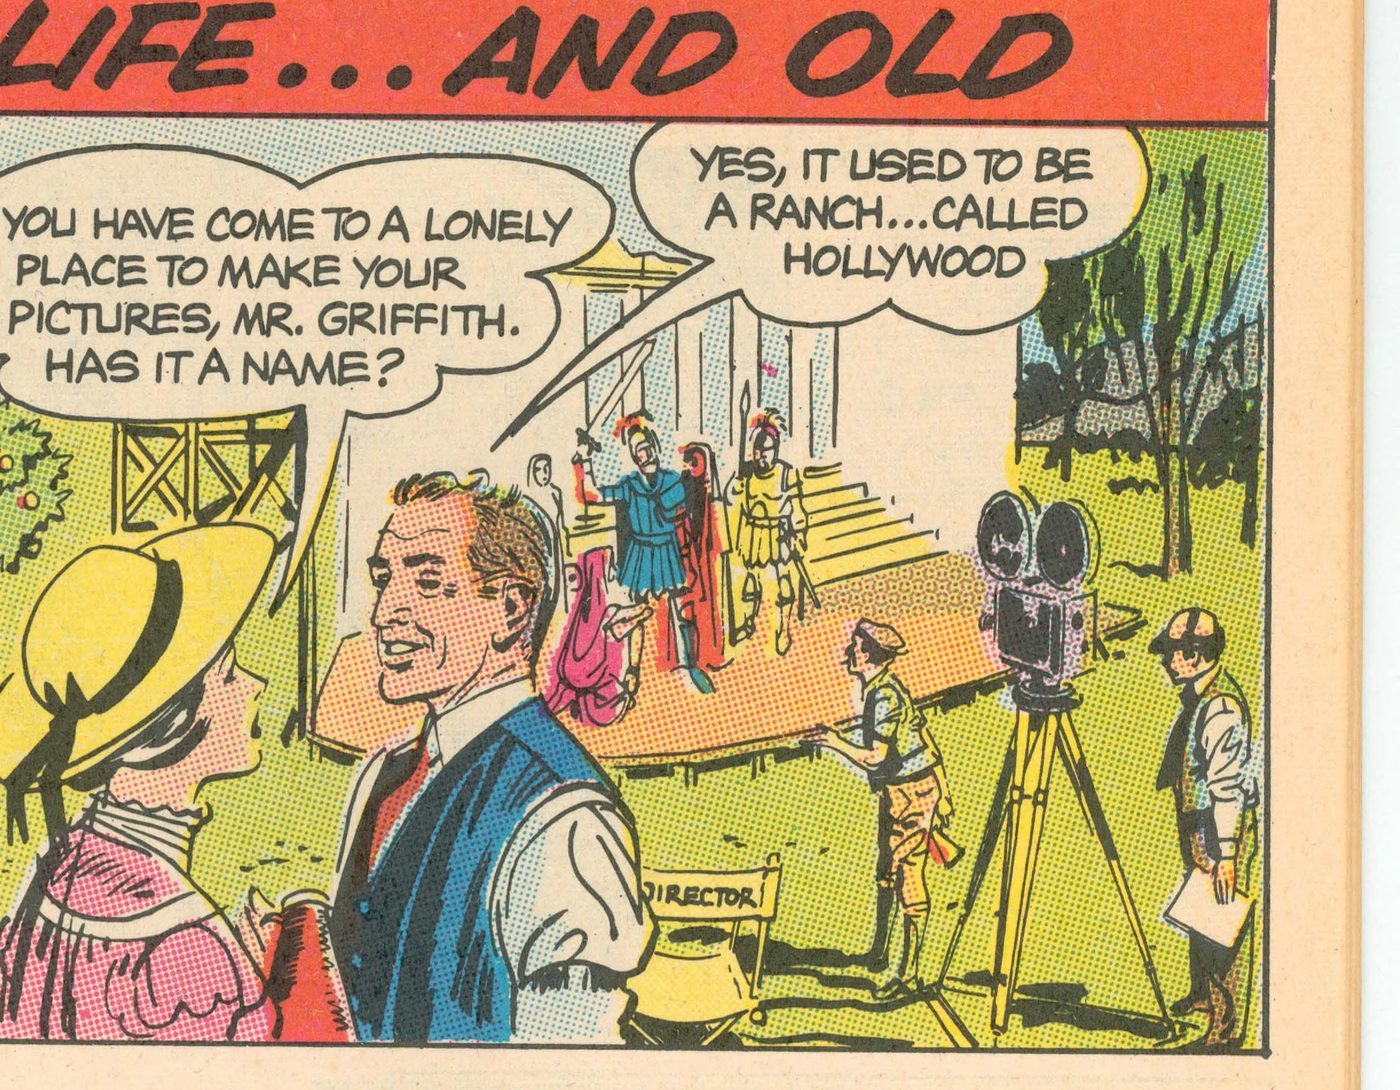 LIFE...AND OLD
YOU HAVE COME TO A LONELY
PLACE TO MAKE YOUR
PICTURES, MR. GRIFFITH.
HAS IT A NAME?
YES, IT USED TO BE
A RANCH...CALLED
HOLLYWOOD
DIRECTOR